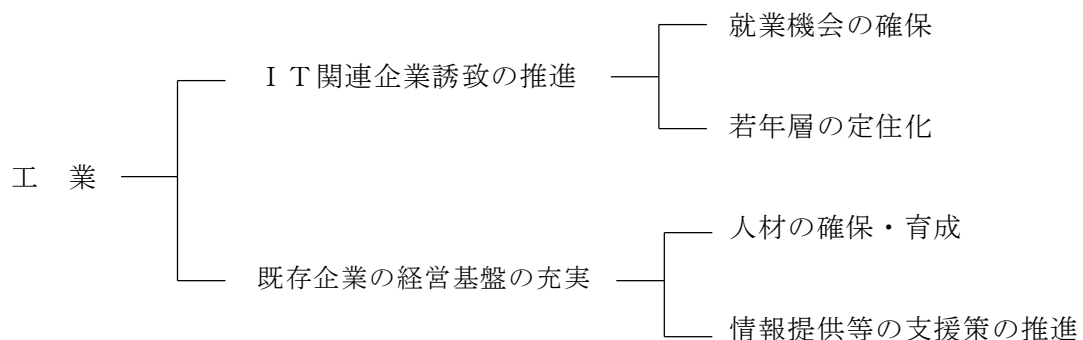 工　業
ＩＴ関連企業誘致の推進
就業機会の確保
若年層の定住化
既存企業の経営基盤の充実
人材の確保・育成
情報提供等の支援策の推進